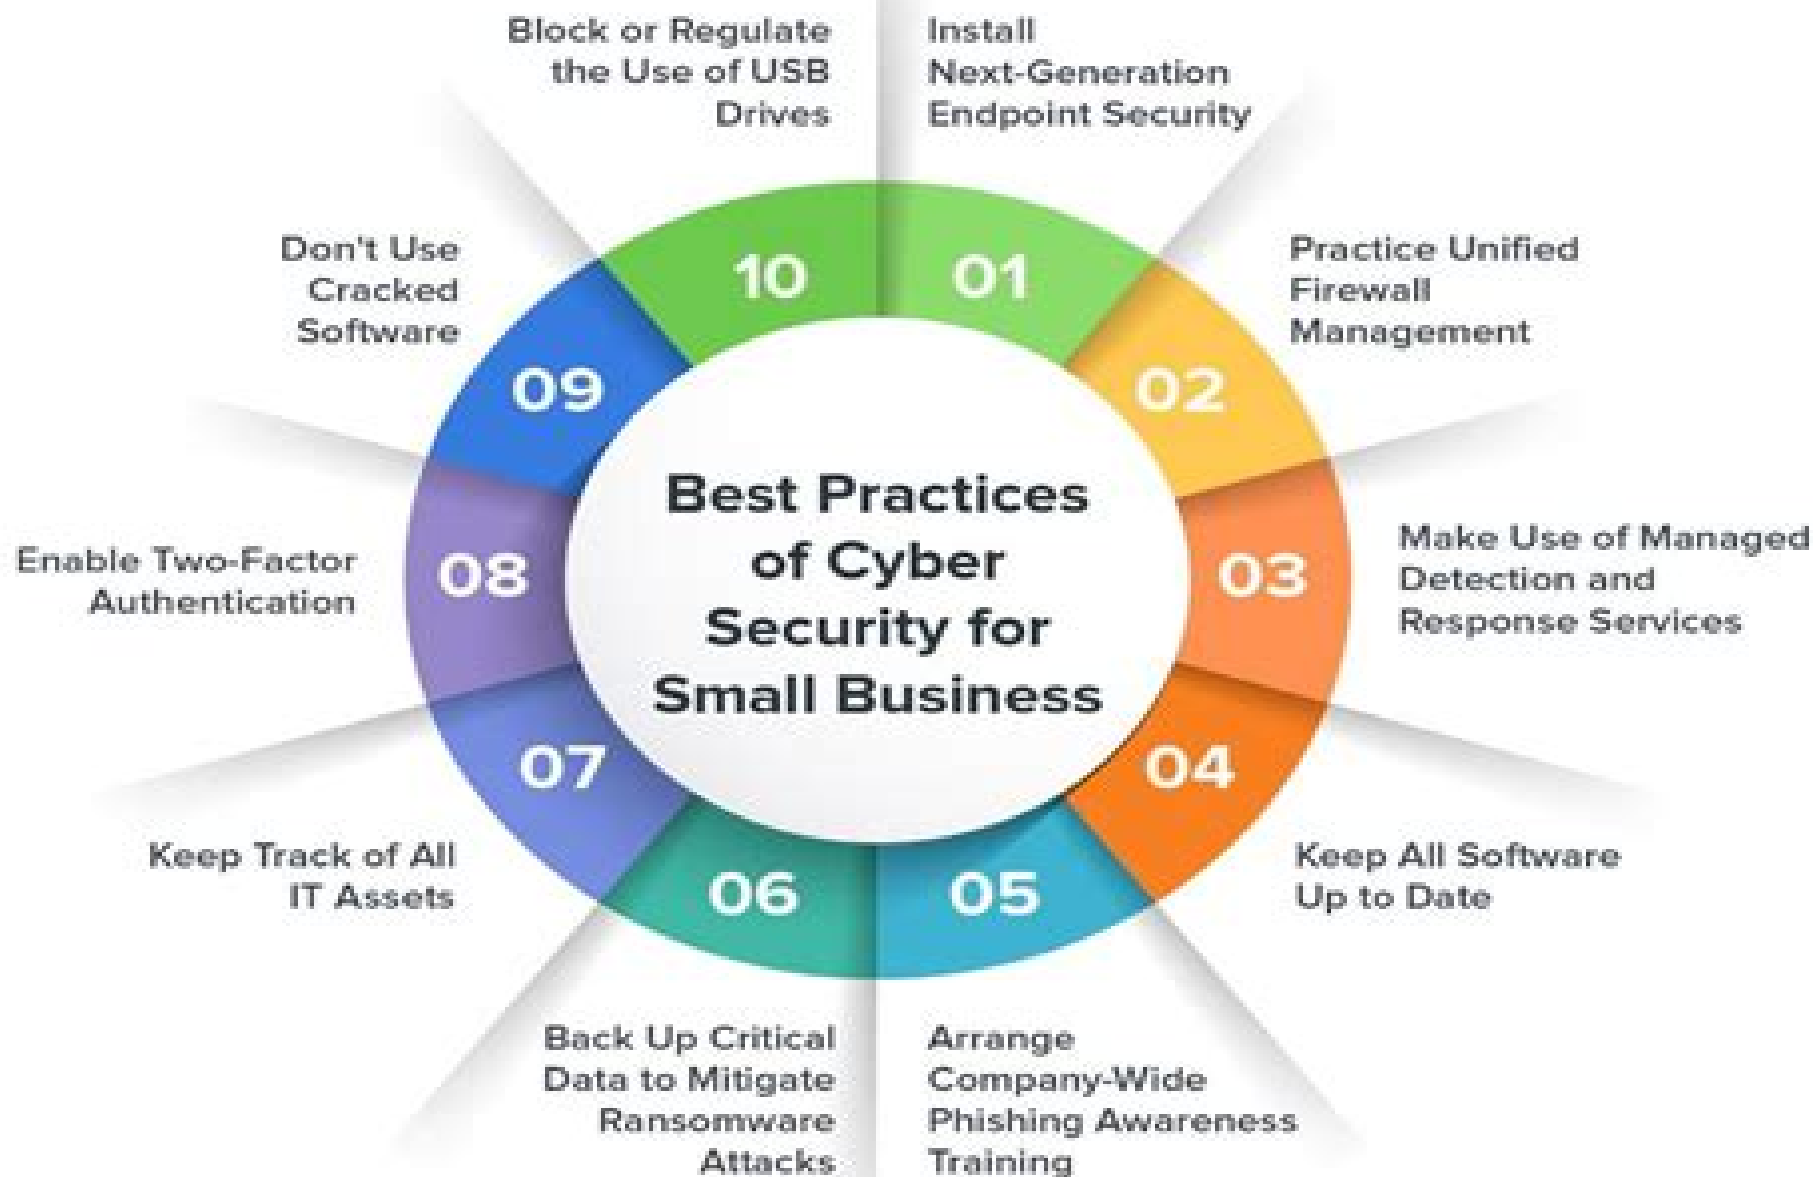 Best Practices
of Cyber
Security for
Small Business
01
Install
Next-Generation
Endpoint Security
02
Practice Unified
Firewall
Management
03
Make Use of Managed
Detection and
Response Services
04
Keep All Software
Up to Date
05
Arrange
Company-Wide
Phishing Awareness
Training
06
Back Up Critical
Data to Mitigate
Ransomware
Attacks
07
Keep Track of All
IT Assets
08
Enable Two-Factor
Authentication
09
Don't Use
Cracked
Software
10
Block or Regulate
the Use of USB
Drives